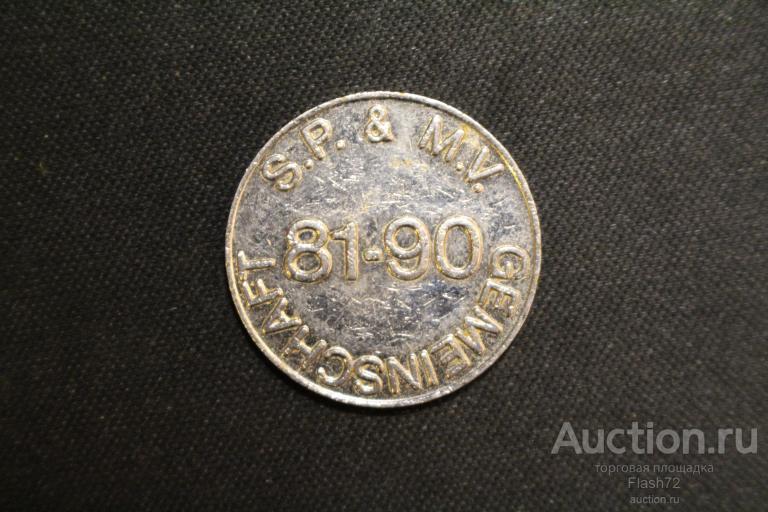 S.P. & M.V.
81-90
GEMEINSCHAFT
Auction.ru
торговая площадка
Flash72
auction.ru